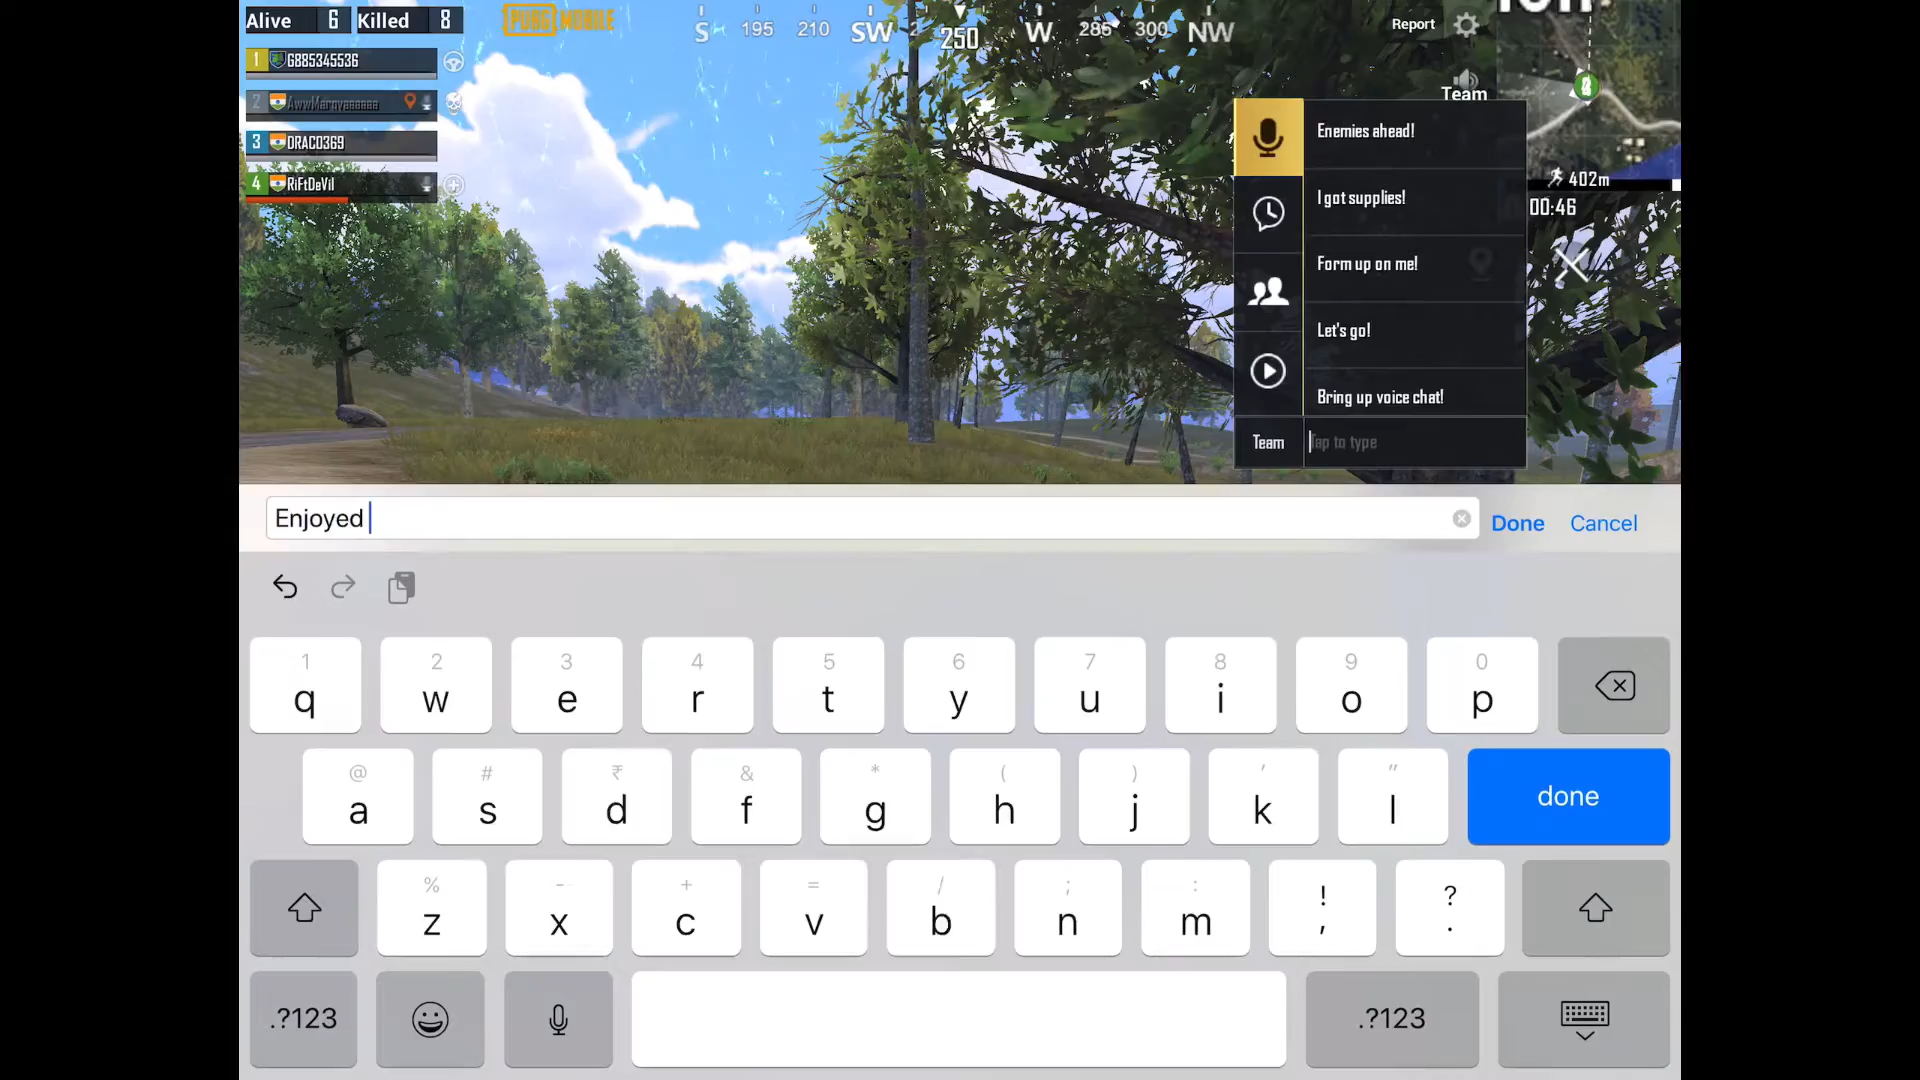 Alive 6 Killed 8
PUBG MOBILE
S 195 210 SW 250 W 285 300 NW
Report
1 G885345536
2
3 DRACO369
4 RiFtDeVil
Team
Enemies ahead!
I got supplies!
Form up on me!
Let's go!
Bring up voice chat!
Team Tap to type
402m
00:46
Enjoyed
Done Cancel
1 2 3 4 5 6 7 8 9 0
q w e r t y u i o p
@ # ₹ & * ( ) ' "
a s d f g h j k l done
% - + = / ; : ! ?
z x c v b n m , .
.?123 .?123